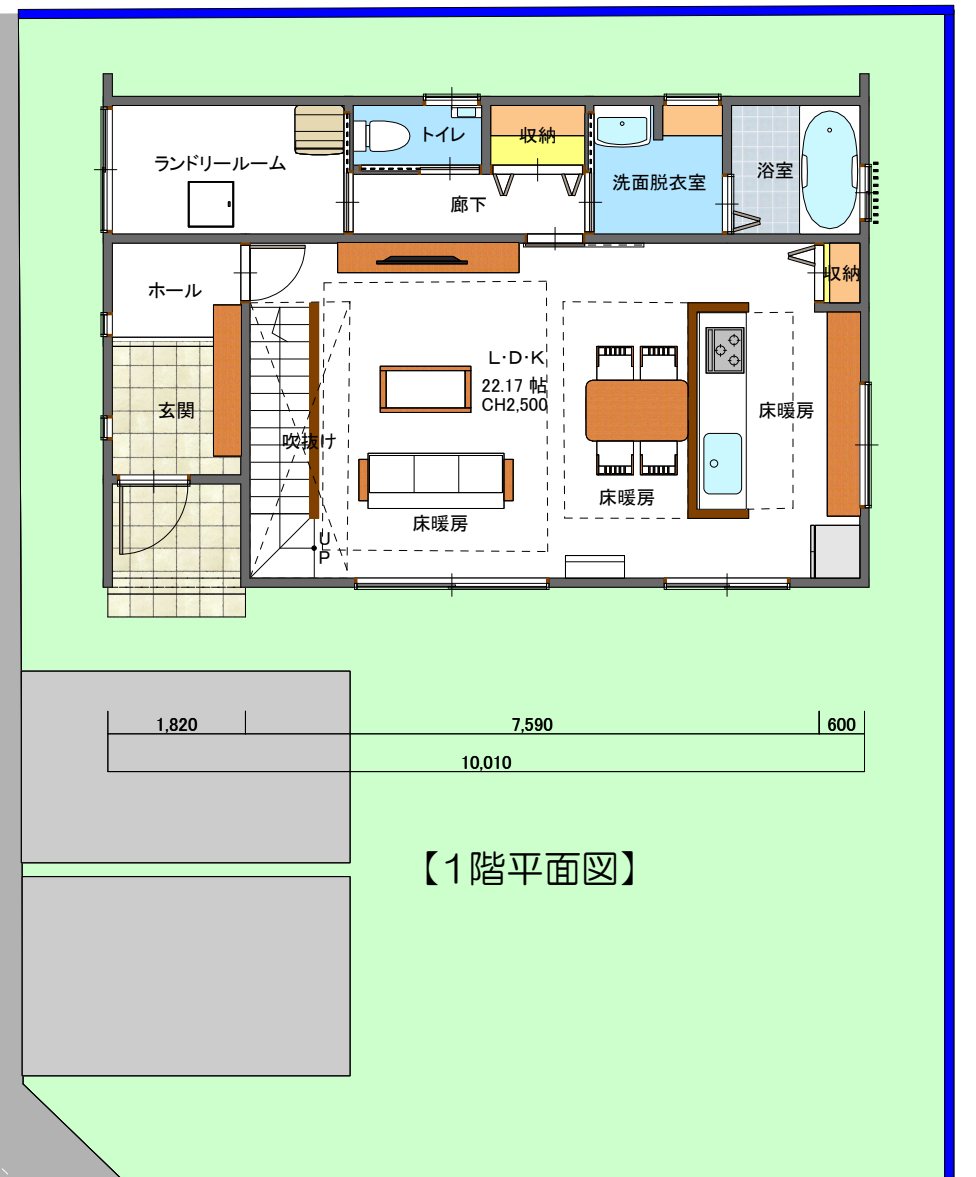 トイレ
収納
ランドリールーム
浴室
洗面脱衣室
廊下
収納
ホール
L・D・K
22.17 帖
CH2,500
玄関
床暖房
吹抜け
床暖房
床暖房
UP
1,820
7,590
600
10,010
【1階平面図】